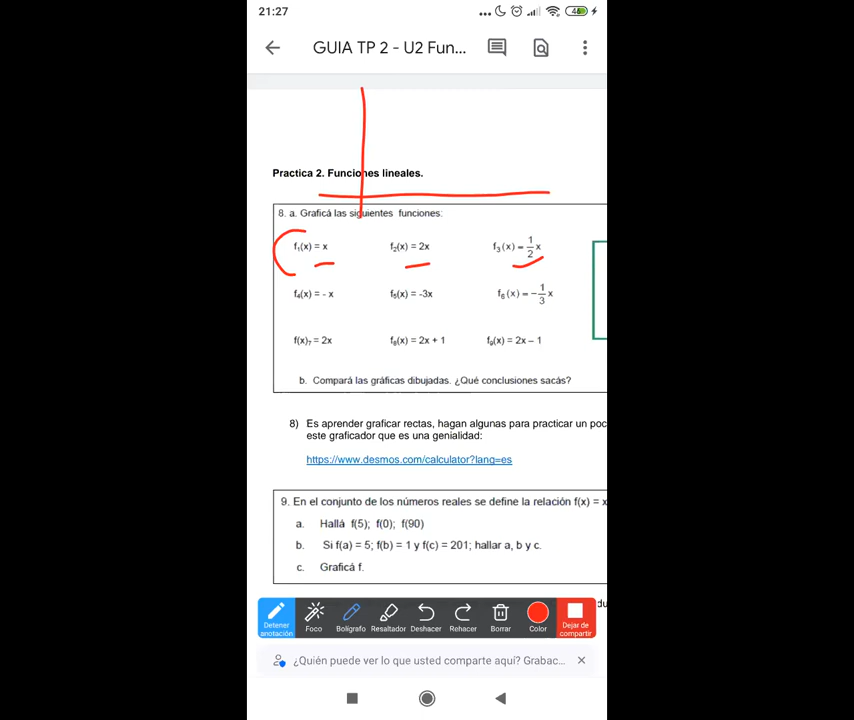 21:27
46
GUIA TP 2 - U2 Fun...
Practica 2. Funciones lineales.
8. a. Graficá las siguientes funciones:
f₁(x) = x f₂(x) = 2x f₃(x) = 1/2 x
f₄(x) = - x f₅(x) = -3x f₆(x) = - 1/3 x
f(x)₇ = 2x f₈(x) = 2x + 1 f₉(x) = 2x – 1
b. Compará las gráficas dibujadas. ¿Qué conclusiones sacás?
8) Es aprender graficar rectas, hagan algunas para practicar un poc
este graficador que es una genialidad:
https://www.desmos.com/calculator?lang=es
9. En el conjunto de los números reales se define la relación f(x) = x
a. Hallá f(5); f(0); f(90)
b. Si f(a) = 5; f(b) = 1 y f(c) = 201; hallar a, b y c.
c. Graficá f.
du
Detener anotación Foco Bolígrafo Resaltador Deshacer Rehacer Borrar Color Dejar de compartir
¿Quién puede ver lo que usted comparte aquí? Grabac...